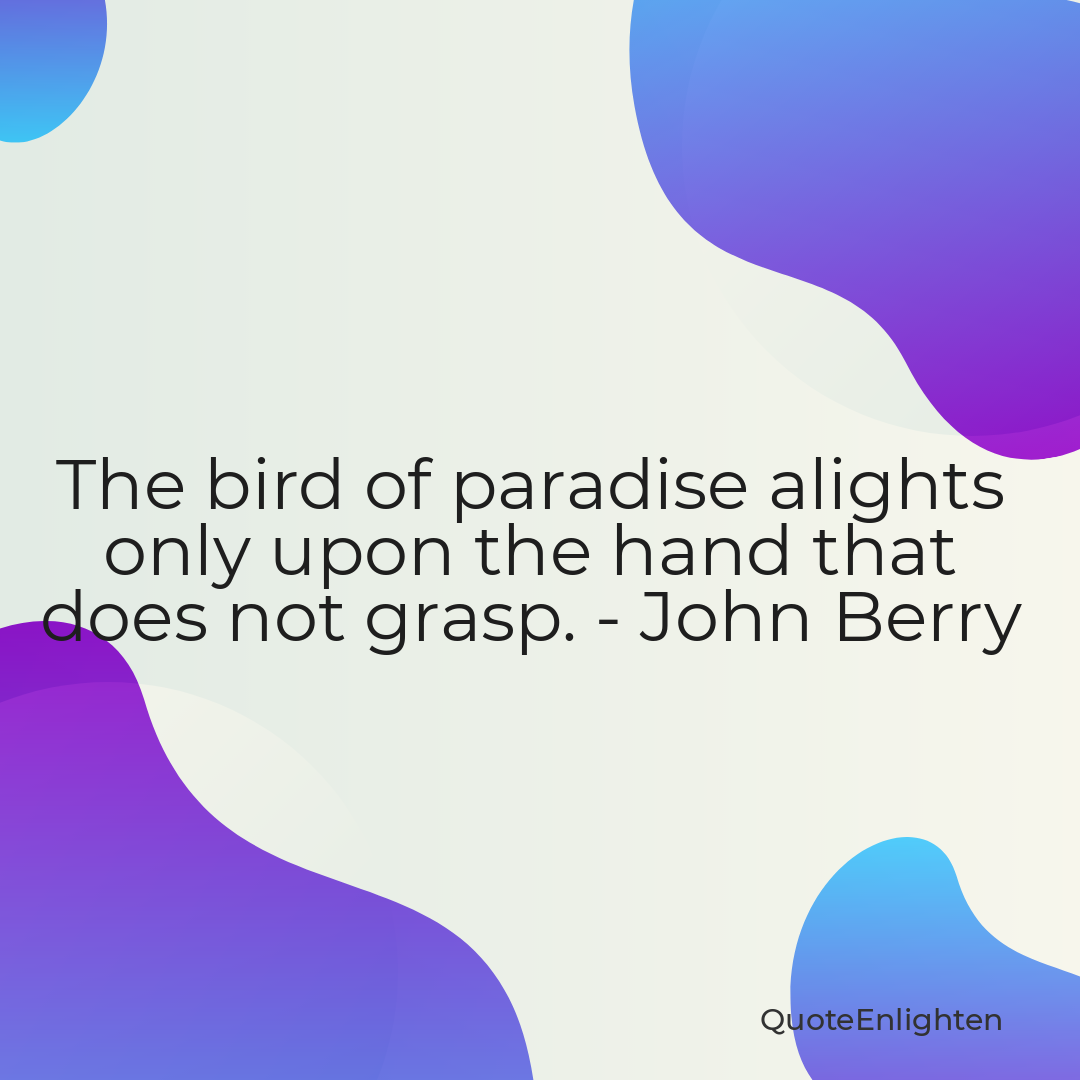 The bird of paradise alights
only upon the hand that
does not grasp. - John Berry
QuoteEnlighten